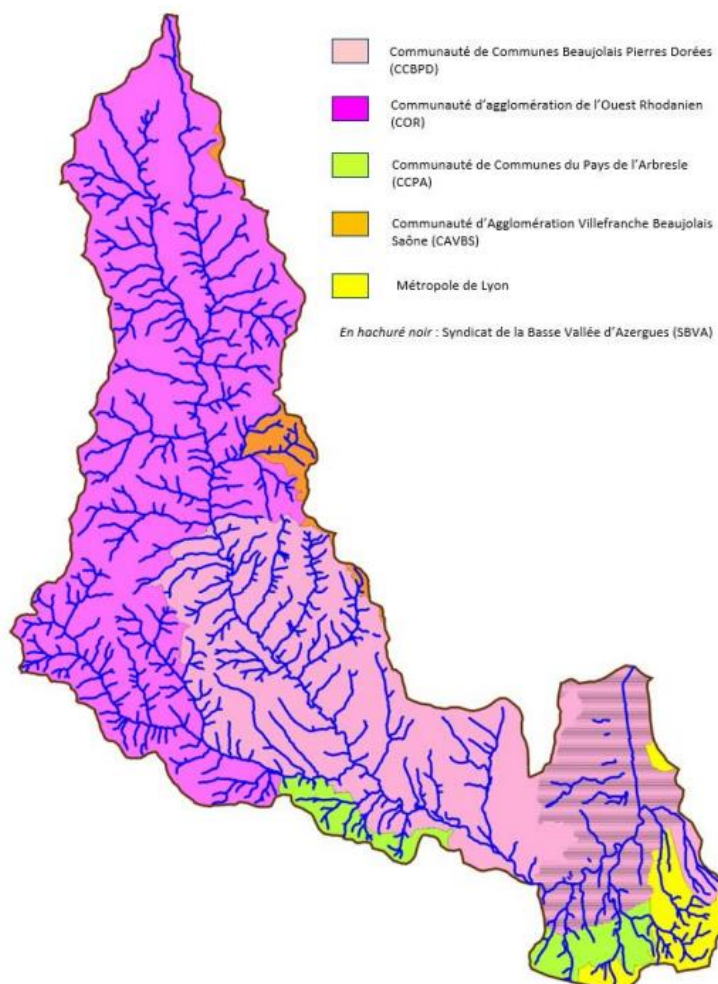 Communauté de Communes Beaujolais Pierres Dorées
(CCBPD)
Communauté d'agglomération de l'Ouest Rhodanien
(COR)
Communauté de Communes du Pays de l'Arbresle
(CCPA)
Communauté d'Agglomération Villefranche Beaujolais
Saône (CAVBS)
Métropole de Lyon
En hachuré noir : Syndicat de la Basse Vallée d'Azergues (SBVA)